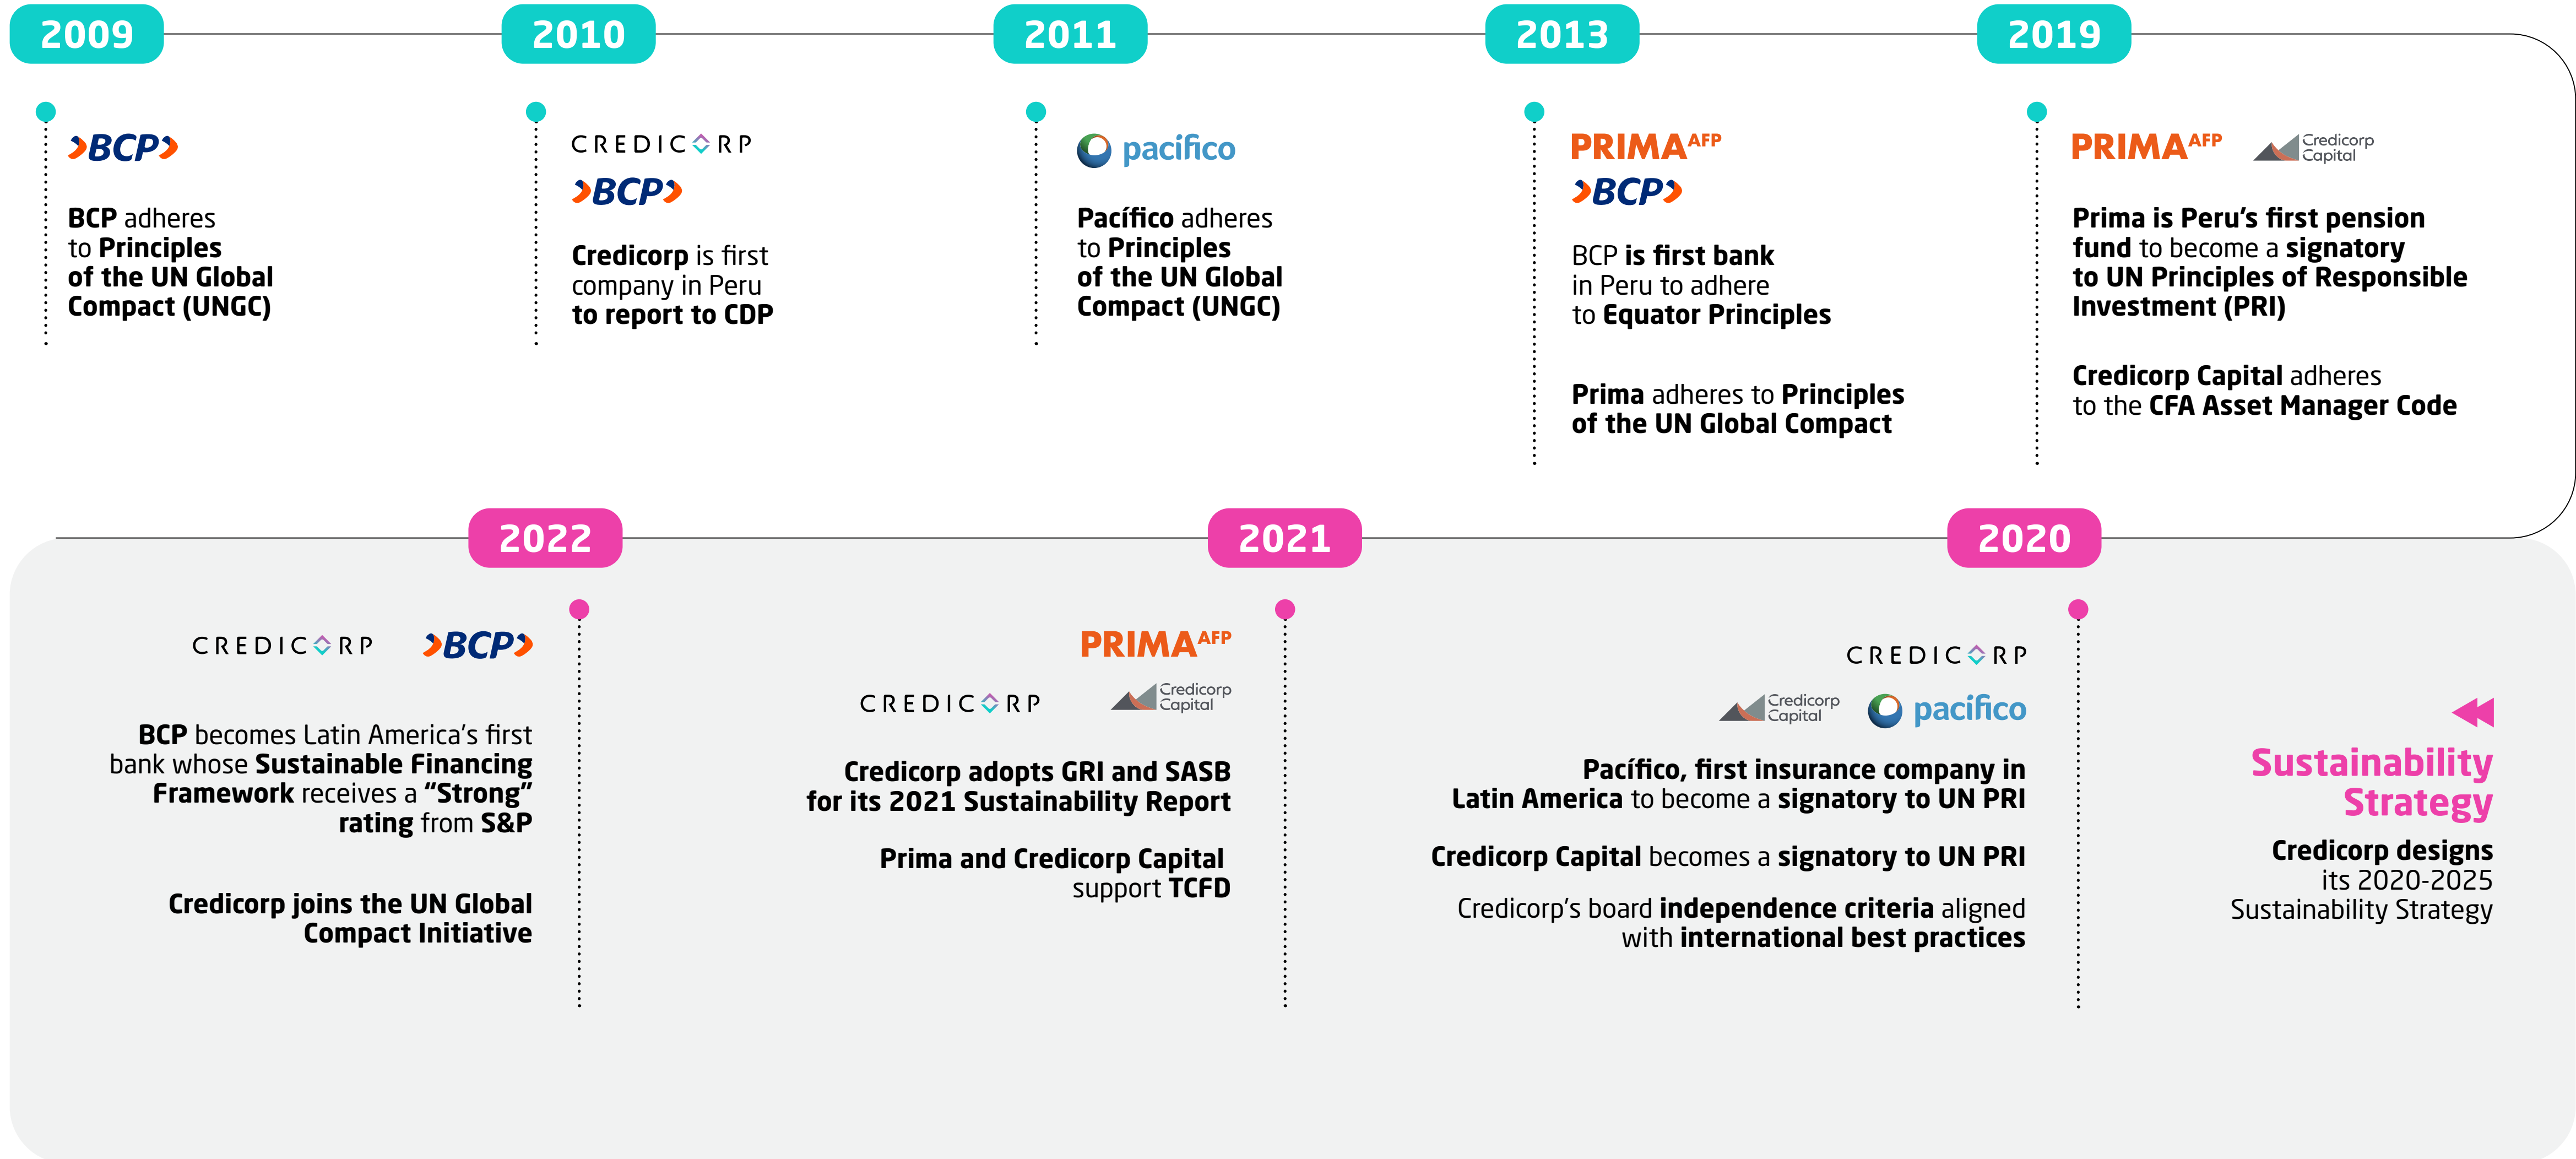 2009
BCP
BCP adheres
to Principles
of the UN Global
Compact (UNGC)
2010
CREDICORP
BCP
Credicorp is first
company in Peru
to report to CDP
2011
pacífico
Pacífico adheres
to Principles
of the UN Global
Compact (UNGC)
2013
PRIMA AFP
BCP
BCP is first bank
in Peru to adhere
to Equator Principles
Prima adheres to Principles
of the UN Global Compact
2019
PRIMA AFP
Credicorp
Capital
Prima is Peru's first pension
fund to become a signatory
to UN Principles of Responsible
Investment (PRI)
Credicorp Capital adheres
to the CFA Asset Manager Code
Sustainability
Strategy
Credicorp designs
its 2020-2025
Sustainability Strategy
2020
CREDICORP
Credicorp
Capital
pacífico
Pacífico, first insurance company in
Latin America to become a signatory to UN PRI
Credicorp Capital becomes a signatory to UN PRI
Credicorp's board independence criteria aligned
with international best practices
2021
PRIMA AFP
CREDICORP
Credicorp
Capital
Credicorp adopts GRI and SASB
for its 2021 Sustainability Report
Prima and Credicorp Capital
support TCFD
2022
CREDICORP
BCP
BCP becomes Latin America's first
bank whose Sustainable Financing
Framework receives a “Strong”
rating from S&P
Credicorp joins the UN Global
Compact Initiative